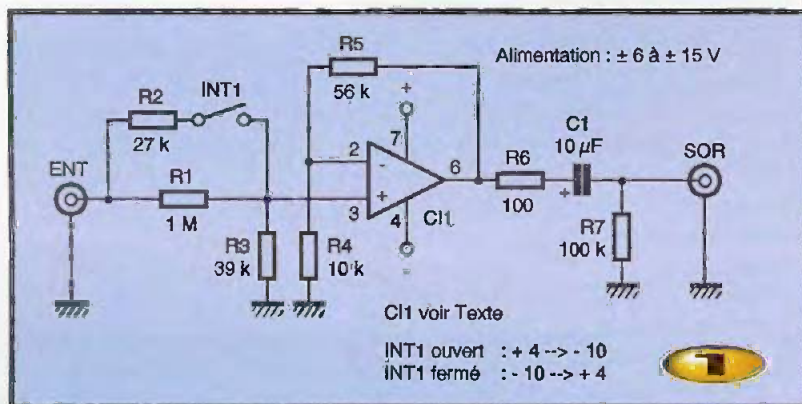 R5
56 k
Alimentation : ± 6 à ± 15 V
R2
27 k
INT1
ENT
R1
1 M
+
7
2
-
3
+
6
4
CI1
-
R6
100
C1
10 µF
+
SOR
R3
39 k
R4
10 k
R7
100 k
CI1 voir Texte
INT1 ouvert : + 4 --> - 10
INT1 fermé : - 10 --> + 4
1